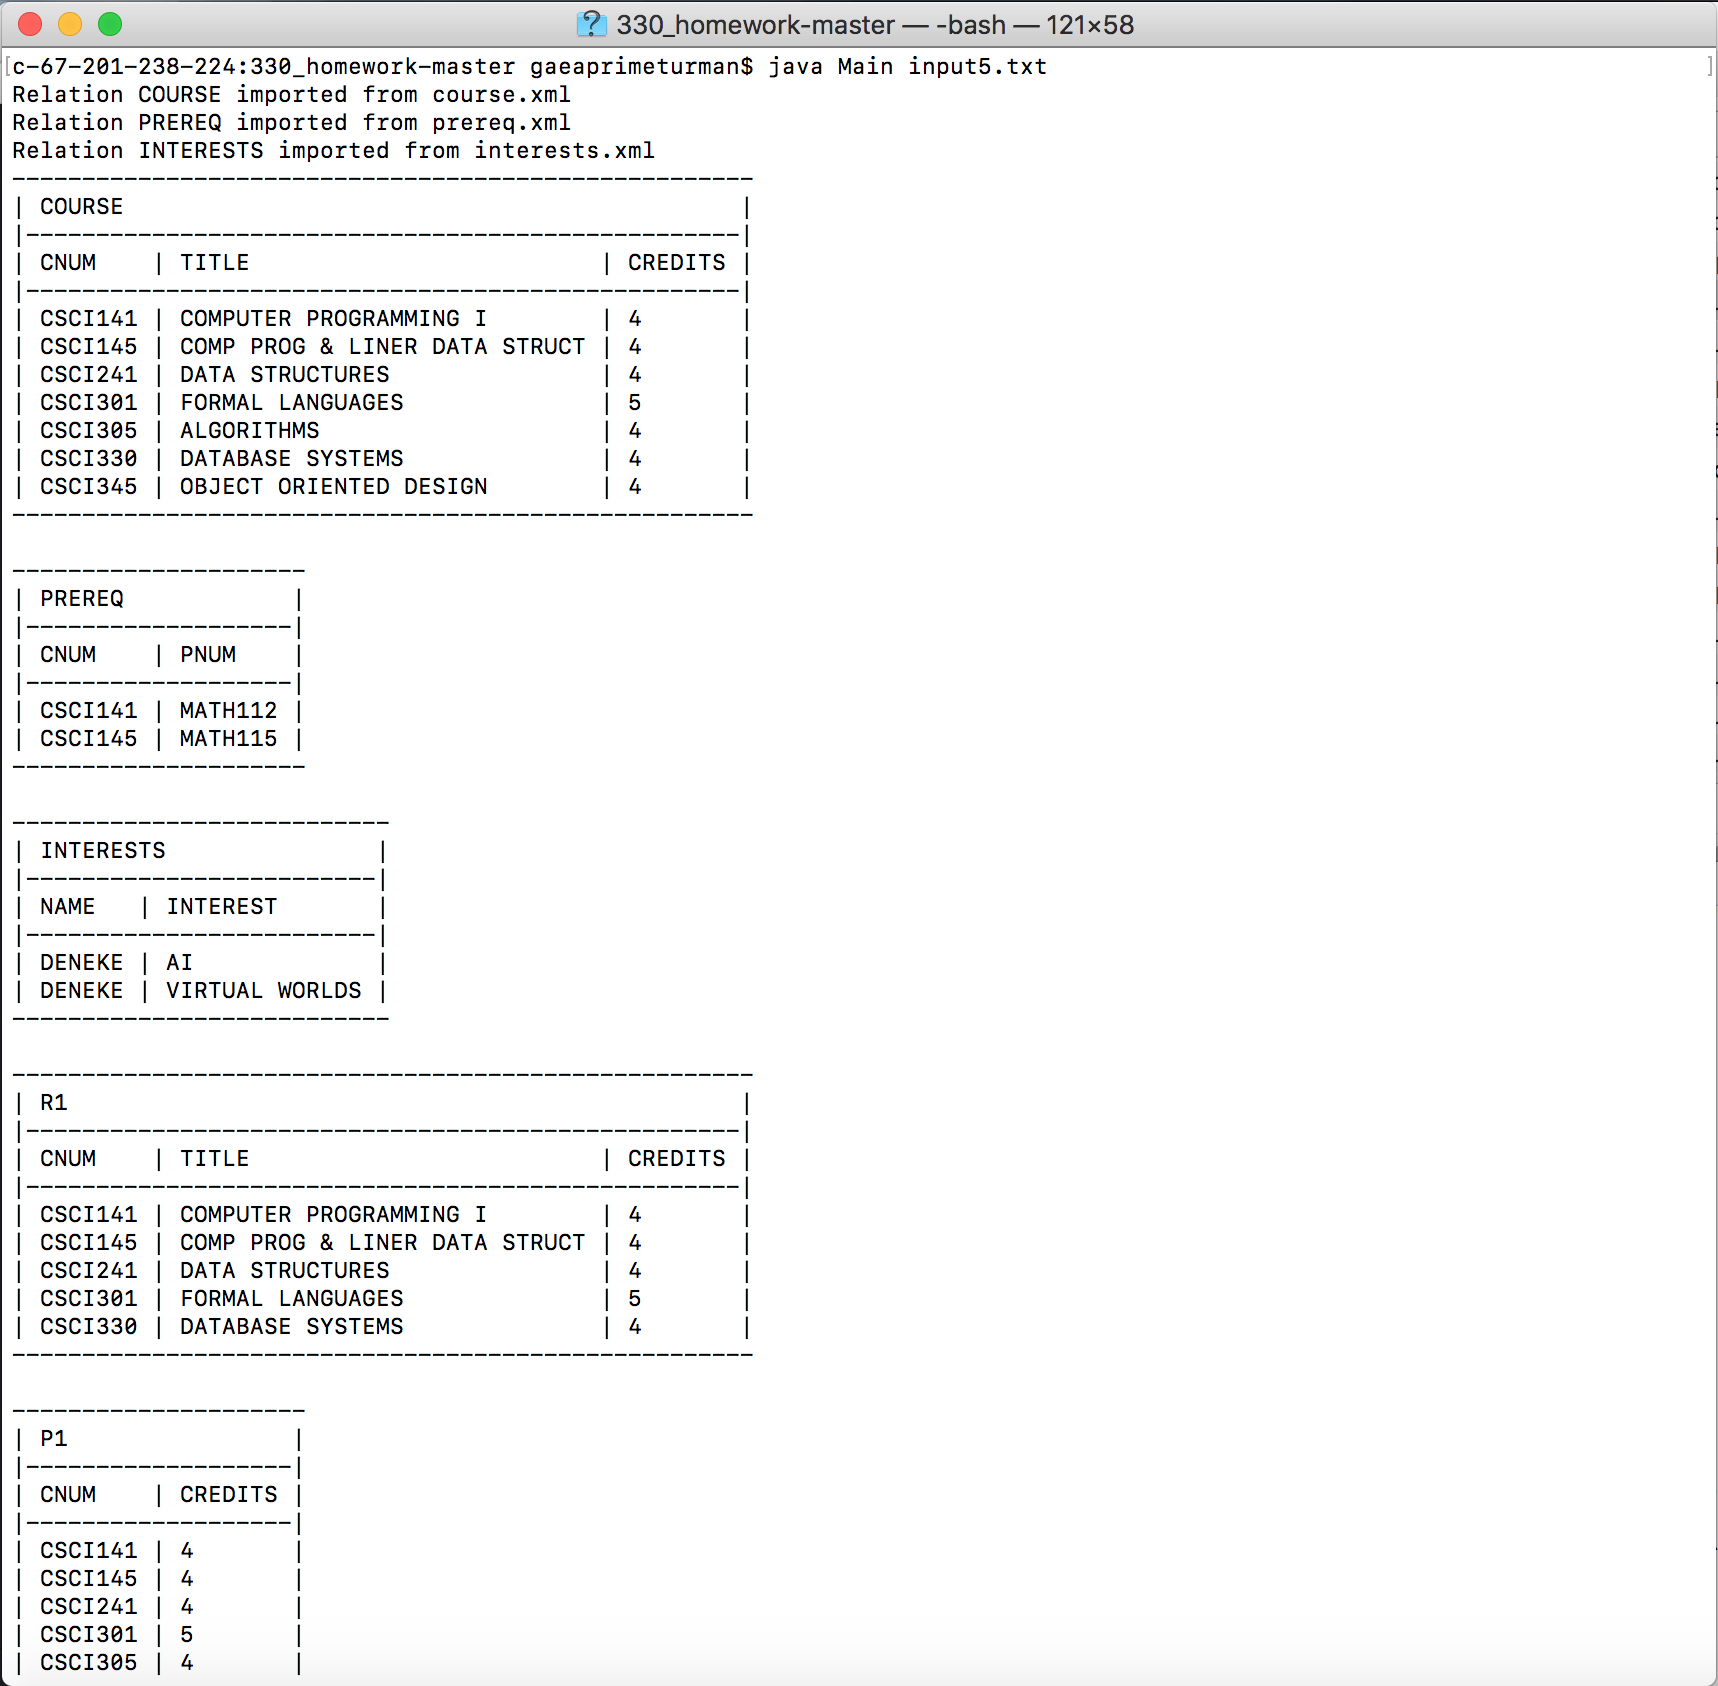 330_homework-master — -bash — 121×58
[c-67-201-238-224:330_homework-master gaeaprimeturman$ java Main input5.txt ]
Relation COURSE imported from course.xml
Relation PREREQ imported from prereq.xml
Relation INTERESTS imported from interests.xml
-----------------------------------------------------
| COURSE                                            |
|---------------------------------------------------|
| CNUM    | TITLE                         | CREDITS |
|---------------------------------------------------|
| CSCI141 | COMPUTER PROGRAMMING I        | 4       |
| CSCI145 | COMP PROG & LINER DATA STRUCT | 4       |
| CSCI241 | DATA STRUCTURES               | 4       |
| CSCI301 | FORMAL LANGUAGES              | 5       |
| CSCI305 | ALGORITHMS                    | 4       |
| CSCI330 | DATABASE SYSTEMS              | 4       |
| CSCI345 | OBJECT ORIENTED DESIGN        | 4       |
-----------------------------------------------------
---------------------
| PREREQ            |
|-------------------|
| CNUM    | PNUM    |
|-------------------|
| CSCI141 | MATH112 |
| CSCI145 | MATH115 |
---------------------
---------------------------
| INTERESTS               |
|-------------------------|
| NAME   | INTEREST       |
|-------------------------|
| DENEKE | AI             |
| DENEKE | VIRTUAL WORLDS |
---------------------------
-----------------------------------------------------
| R1                                                |
|---------------------------------------------------|
| CNUM    | TITLE                         | CREDITS |
|---------------------------------------------------|
| CSCI141 | COMPUTER PROGRAMMING I        | 4       |
| CSCI145 | COMP PROG & LINER DATA STRUCT | 4       |
| CSCI241 | DATA STRUCTURES               | 4       |
| CSCI301 | FORMAL LANGUAGES              | 5       |
| CSCI330 | DATABASE SYSTEMS              | 4       |
-----------------------------------------------------
---------------------
| P1                |
|-------------------|
| CNUM    | CREDITS |
|-------------------|
| CSCI141 | 4       |
| CSCI145 | 4       |
| CSCI241 | 4       |
| CSCI301 | 5       |
| CSCI305 | 4       |